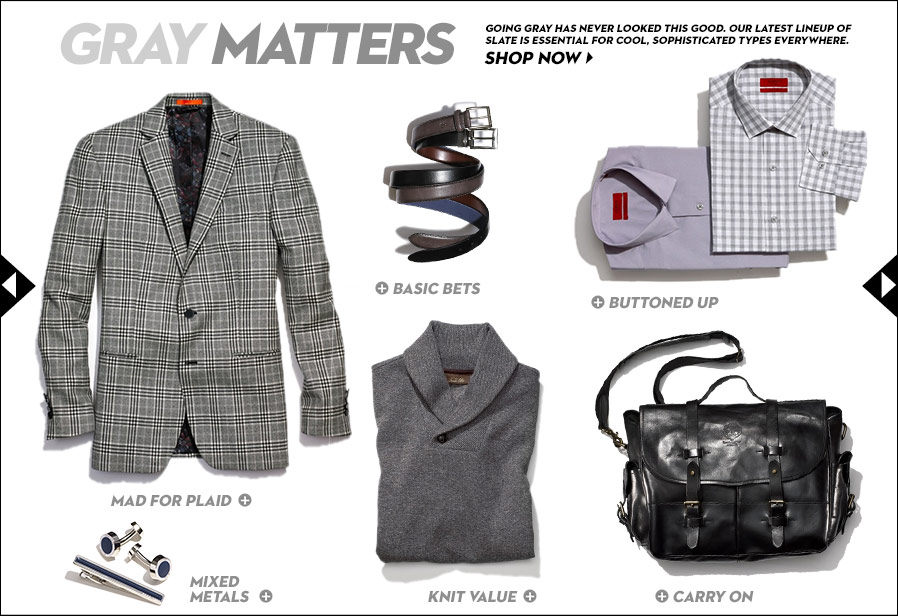 GRAY MATTERS
GOING GRAY HAS NEVER LOOKED THIS GOOD. OUR LATEST LINEUP OF
SLATE IS ESSENTIAL FOR COOL, SOPHISTICATED TYPES EVERYWHERE.
SHOP NOW
BASIC BETS
BUTTONED UP
MAD FOR PLAID
MIXED
METALS
KNIT VALUE
CARRY ON